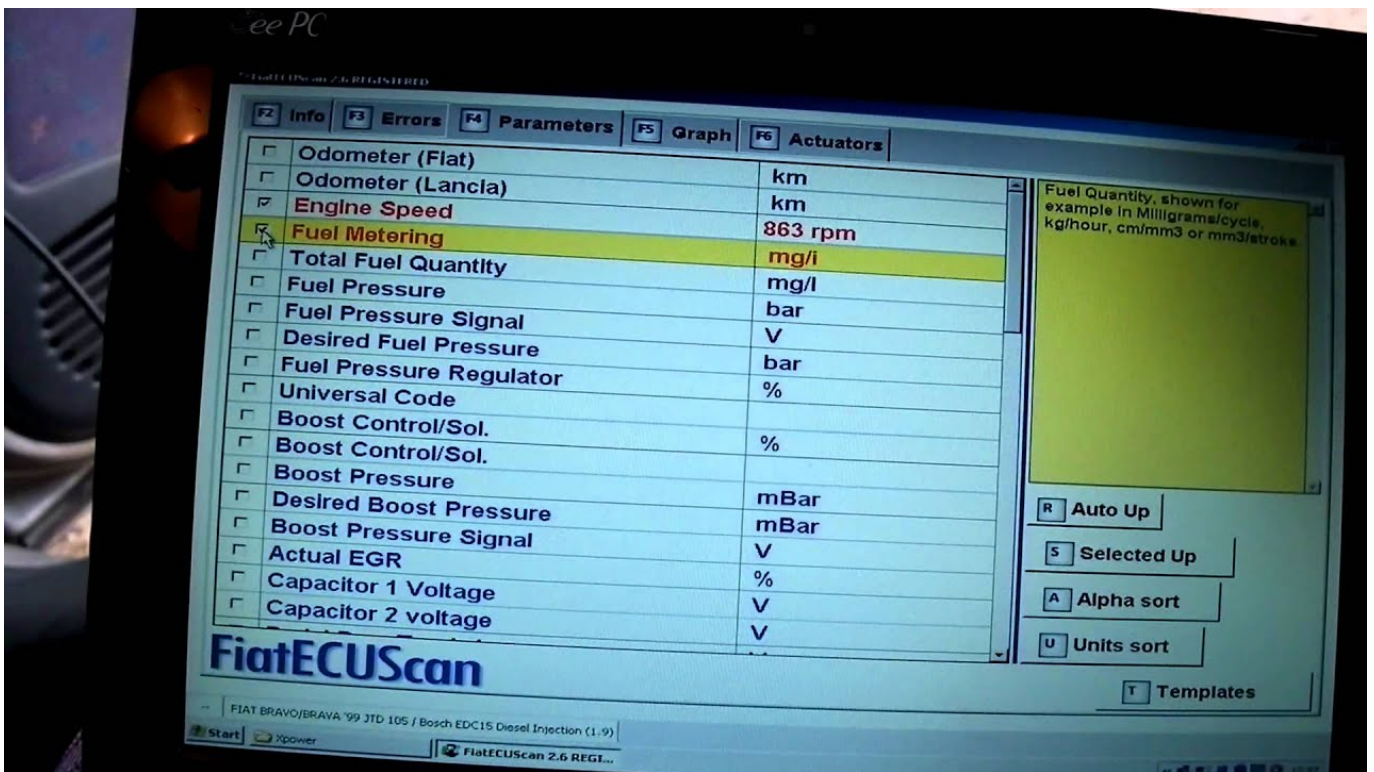 ee PC
FiatECUScan 2.6 REGISTERED
F2 Info F3 Errors F4 Parameters F5 Graph F6 Actuators
Odometer (Fiat) km
Odometer (Lancia) km
Engine Speed 863 rpm
Fuel Metering mg/i
Total Fuel Quantity mg/l
Fuel Pressure bar
Fuel Pressure Signal V
Desired Fuel Pressure bar
Fuel Pressure Regulator %
Universal Code
Boost Control/Sol. %
Boost Control/Sol.
Boost Pressure mBar
Desired Boost Pressure mBar
Boost Pressure Signal V
Actual EGR %
Capacitor 1 Voltage V
Capacitor 2 voltage V
Fuel Quantity, shown for
example in Milligrams/cycle,
kg/hour, cm/mm3 or mm3/stroke.
R Auto Up
S Selected Up
A Alpha sort
U Units sort
T Templates
FiatECUScan
FIAT BRAVO/BRAVA '99 JTD 105 / Bosch EDC15 Diesel Injection (1.9)
Start Xpower FiatECUScan 2.6 REGI...